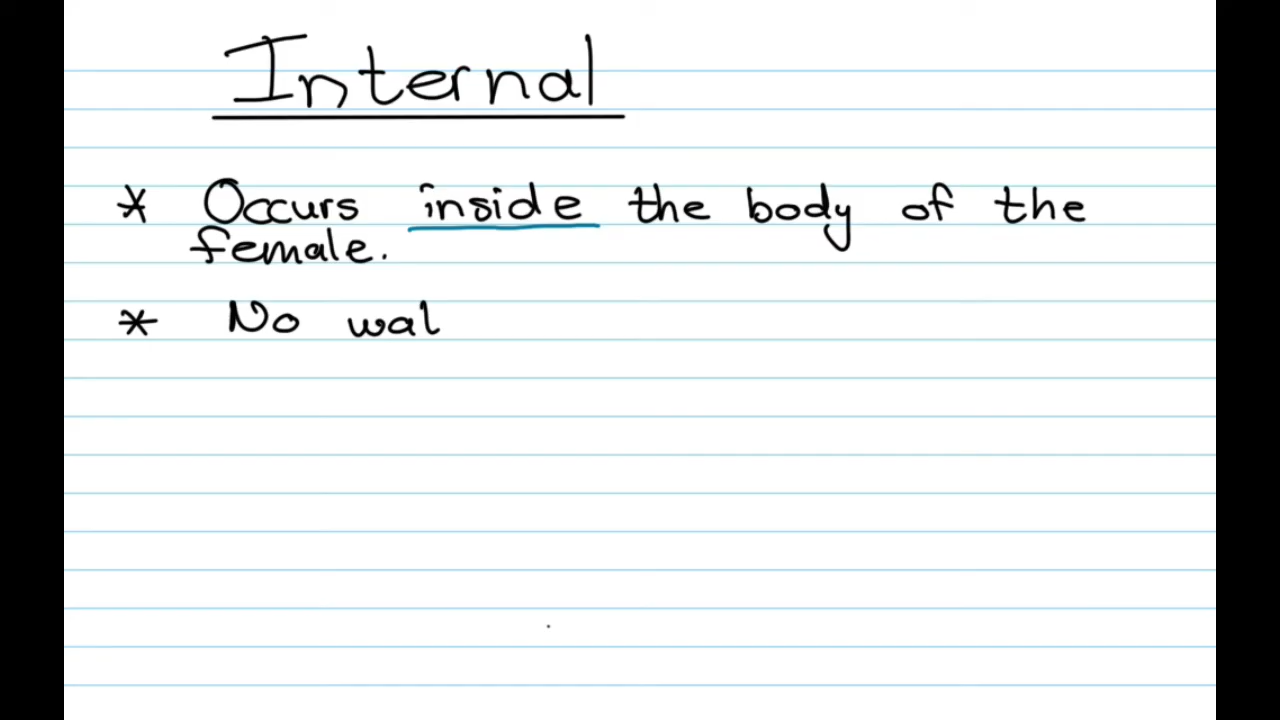 Internal
* Occurs inside the body of the
female.
* No wal